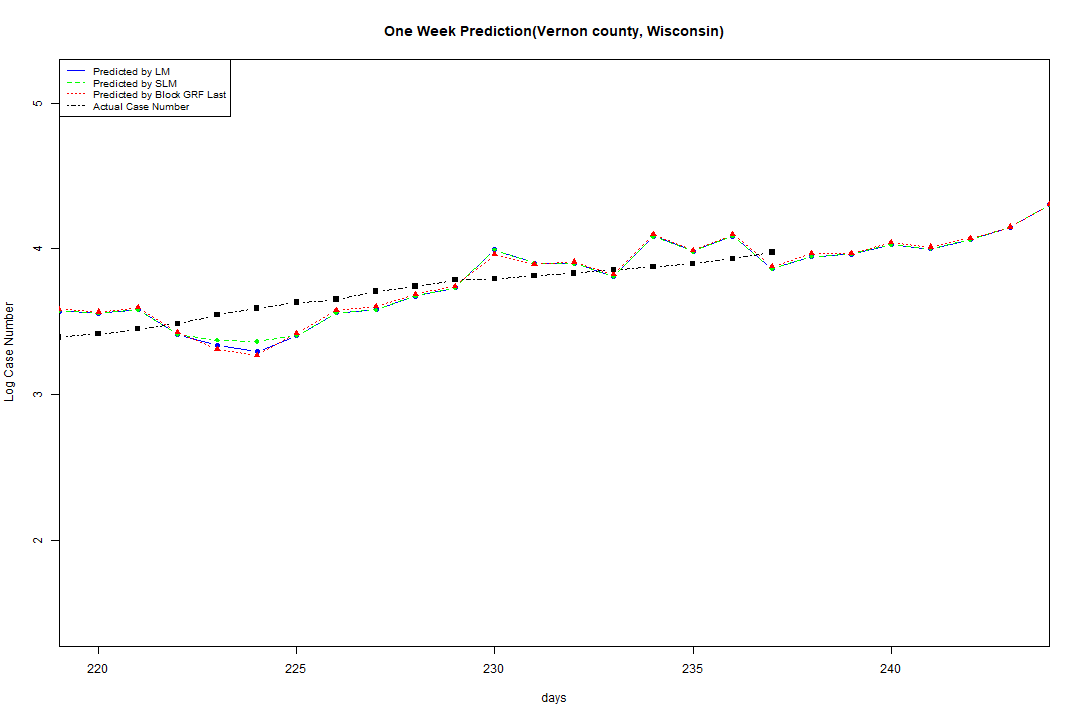 One Week Prediction(Vernon county, Wisconsin)
Predicted by LM
Predicted by SLM
Predicted by Block GRF Last
Actual Case Number
5
4
3
2
Log Case Number
220 225 230 235 240
days